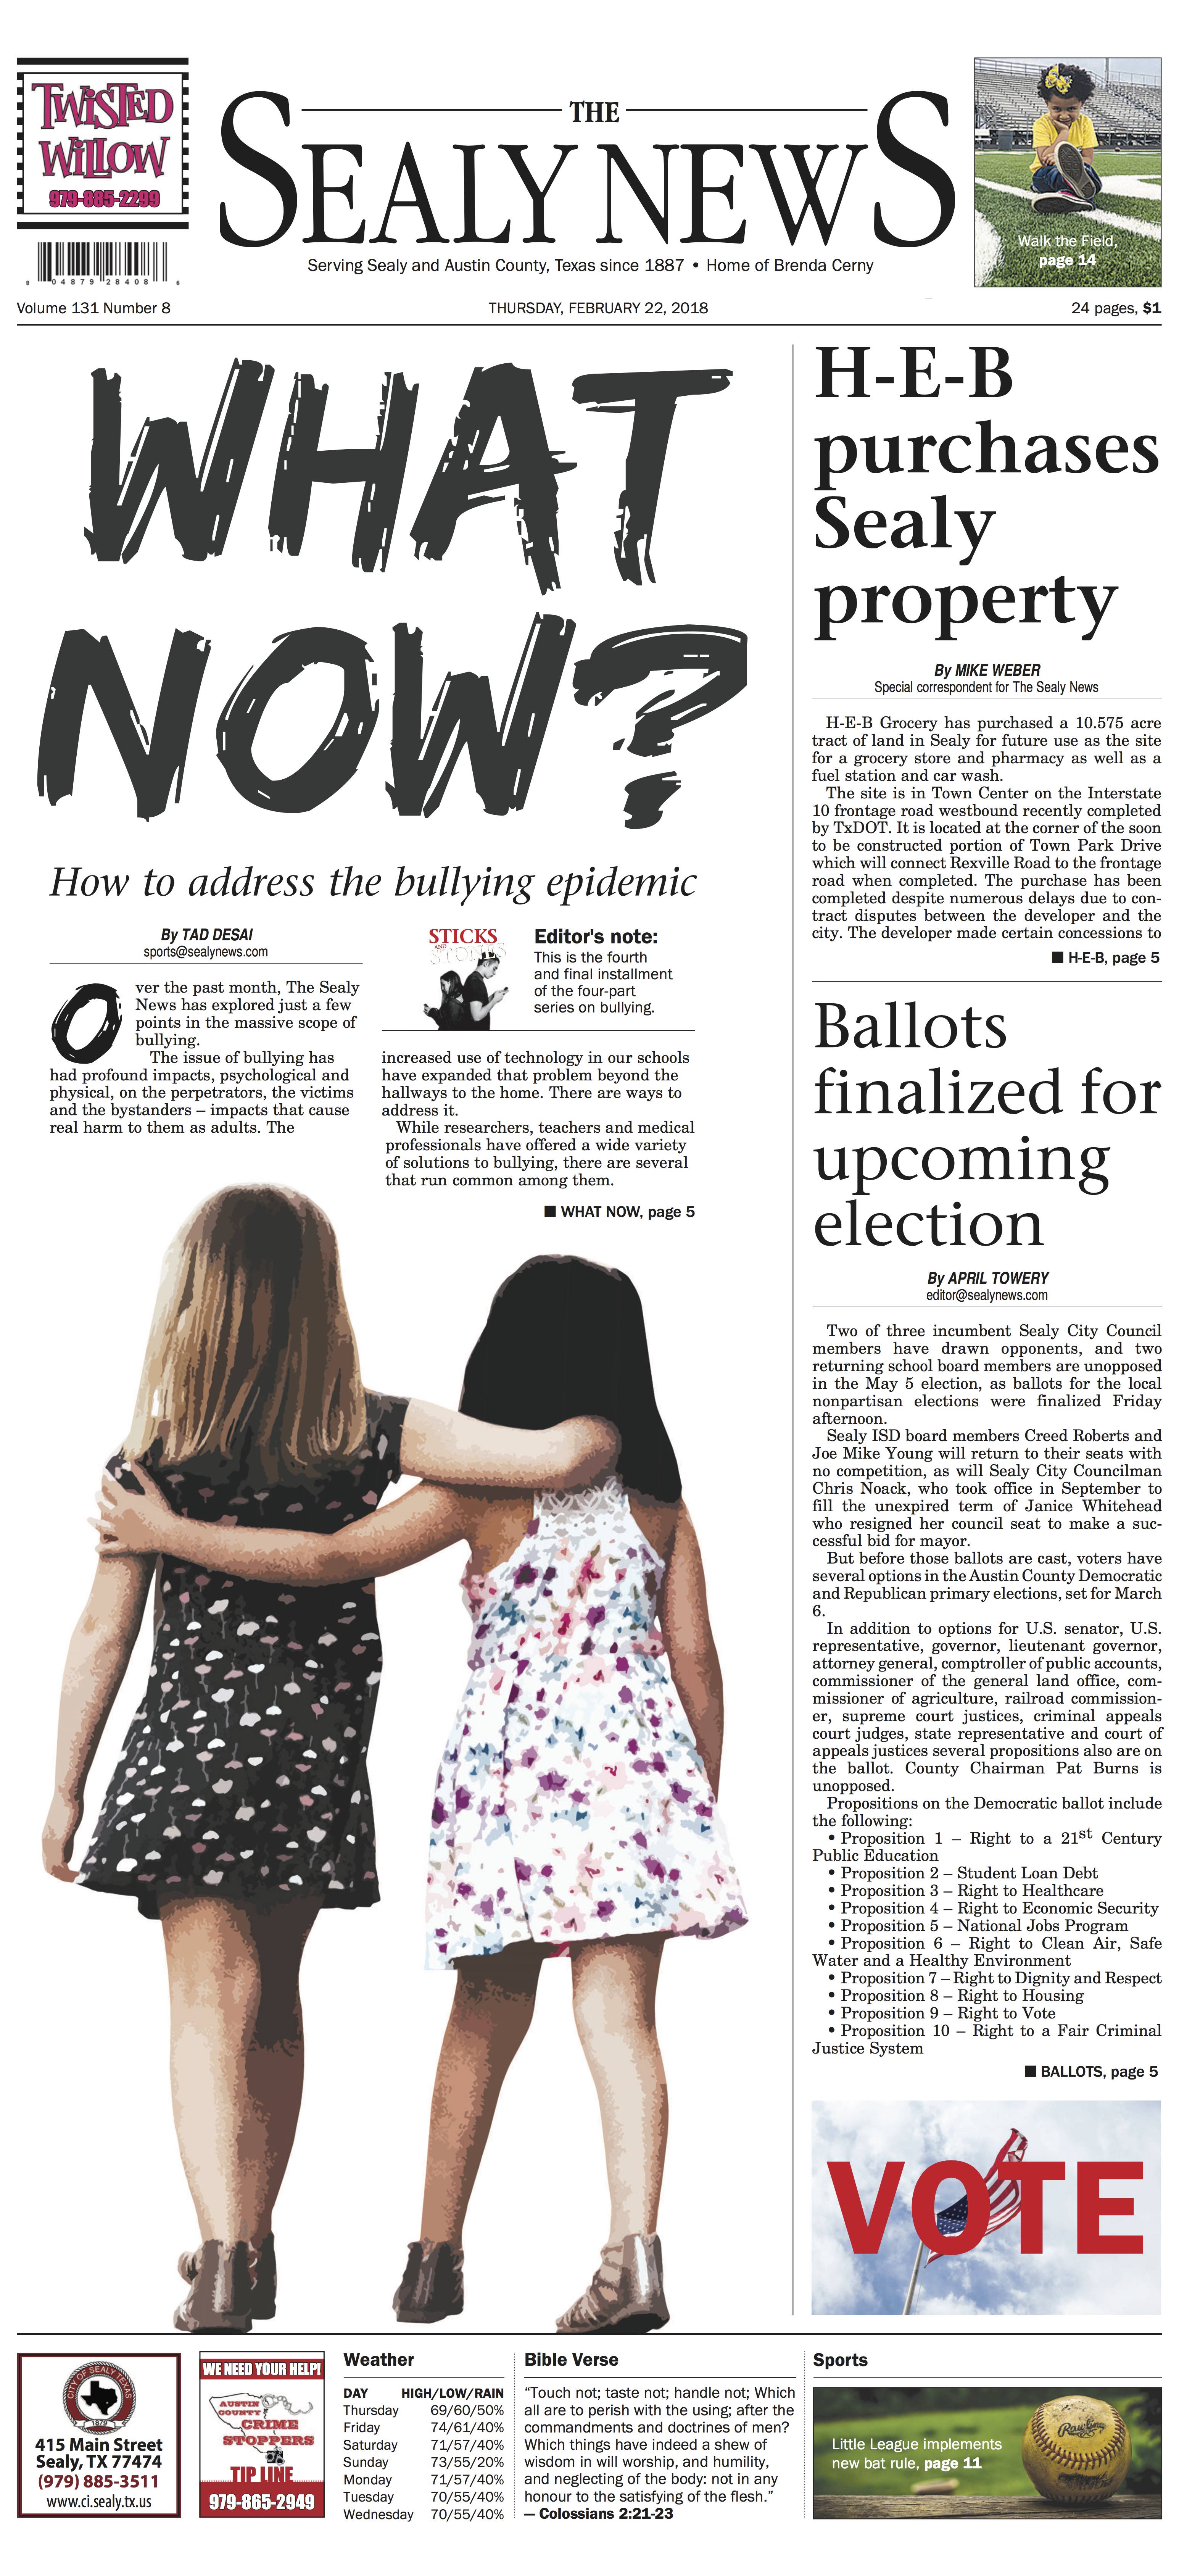 TWISTED
WILLOW
979-885-2299
8 04879 28408 6
THE
SEALY NEWS
Serving Sealy and Austin County, Texas since 1887 • Home of Brenda Cerny
Walk the Field,
page 14
Volume 131 Number 8
THURSDAY, FEBRUARY 22, 2018
24 pages, $1
WHAT
NOW?
How to address the bullying epidemic
By TAD DESAI
sports@sealynews.com
Over the past month, The Sealy
News has explored just a few
points in the massive scope of
bullying.
The issue of bullying has
had profound impacts, psychological and
physical, on the perpetrators, the victims
and the bystanders – impacts that cause
real harm to them as adults. The
STICKS
AND
STONES
Editor's note:
This is the fourth
and final installment
of the four-part
series on bullying.
increased use of technology in our schools
have expanded that problem beyond the
hallways to the home. There are ways to
address it.
While researchers, teachers and medical
professionals have offered a wide variety
of solutions to bullying, there are several
that run common among them.
■ WHAT NOW, page 5
H-E-B
purchases
Sealy
property
By MIKE WEBER
Special correspondent for The Sealy News
H-E-B Grocery has purchased a 10.575 acre
tract of land in Sealy for future use as the site
for a grocery store and pharmacy as well as a
fuel station and car wash.
The site is in Town Center on the Interstate
10 frontage road westbound recently completed
by TxDOT. It is located at the corner of the soon
to be constructed portion of Town Park Drive
which will connect Rexville Road to the frontage
road when completed. The purchase has been
completed despite numerous delays due to con-
tract disputes between the developer and the
city. The developer made certain concessions to
■ H-E-B, page 5
Ballots
finalized for
upcoming
election
By APRIL TOWERY
editor@sealynews.com
Two of three incumbent Sealy City Council
members have drawn opponents, and two
returning school board members are unopposed
in the May 5 election, as ballots for the local
nonpartisan elections were finalized Friday
afternoon.
Sealy ISD board members Creed Roberts and
Joe Mike Young will return to their seats with
no competition, as will Sealy City Councilman
Chris Noack, who took office in September to
fill the unexpired term of Janice Whitehead
who resigned her council seat to make a suc-
cessful bid for mayor.
But before those ballots are cast, voters have
several options in the Austin County Democratic
and Republican primary elections, set for March
6.
In addition to options for U.S. senator, U.S.
representative, governor, lieutenant governor,
attorney general, comptroller of public accounts,
commissioner of the general land office, com-
missioner of agriculture, railroad commission-
er, supreme court justices, criminal appeals
court judges, state representative and court of
appeals justices several propositions also are on
the ballot. County Chairman Pat Burns is
unopposed.
Propositions on the Democratic ballot include
the following:
• Proposition 1 – Right to a 21st Century
Public Education
• Proposition 2 – Student Loan Debt
• Proposition 3 – Right to Healthcare
• Proposition 4 – Right to Economic Security
• Proposition 5 – National Jobs Program
• Proposition 6 – Right to Clean Air, Safe
Water and a Healthy Environment
• Proposition 7 – Right to Dignity and Respect
• Proposition 8 – Right to Housing
• Proposition 9 – Right to Vote
• Proposition 10 – Right to a Fair Criminal
Justice System
■ BALLOTS, page 5
VOTE
CITY OF SEALY TEXAS
1879
415 Main Street
Sealy, TX 77474
(979) 885-3511
www.ci.sealy.tx.us
WE NEED YOUR HELP!
AUSTIN
COUNTY
CRIME
STOPPERS
TIP LINE
979-865-2949
Weather
DAY HIGH/LOW/RAIN
Thursday 69/60/50%
Friday 74/61/40%
Saturday 71/57/40%
Sunday 73/55/20%
Monday 71/57/40%
Tuesday 70/55/40%
Wednesday 70/55/40%
Bible Verse
“Touch not; taste not; handle not; Which
all are to perish with the using; after the
commandments and doctrines of men?
Which things have indeed a shew of
wisdom in will worship, and humility,
and neglecting of the body: not in any
honour to the satisfying of the flesh.”
— Colossians 2:21-23
Sports
Little League implements
new bat rule, page 11
Rawlings